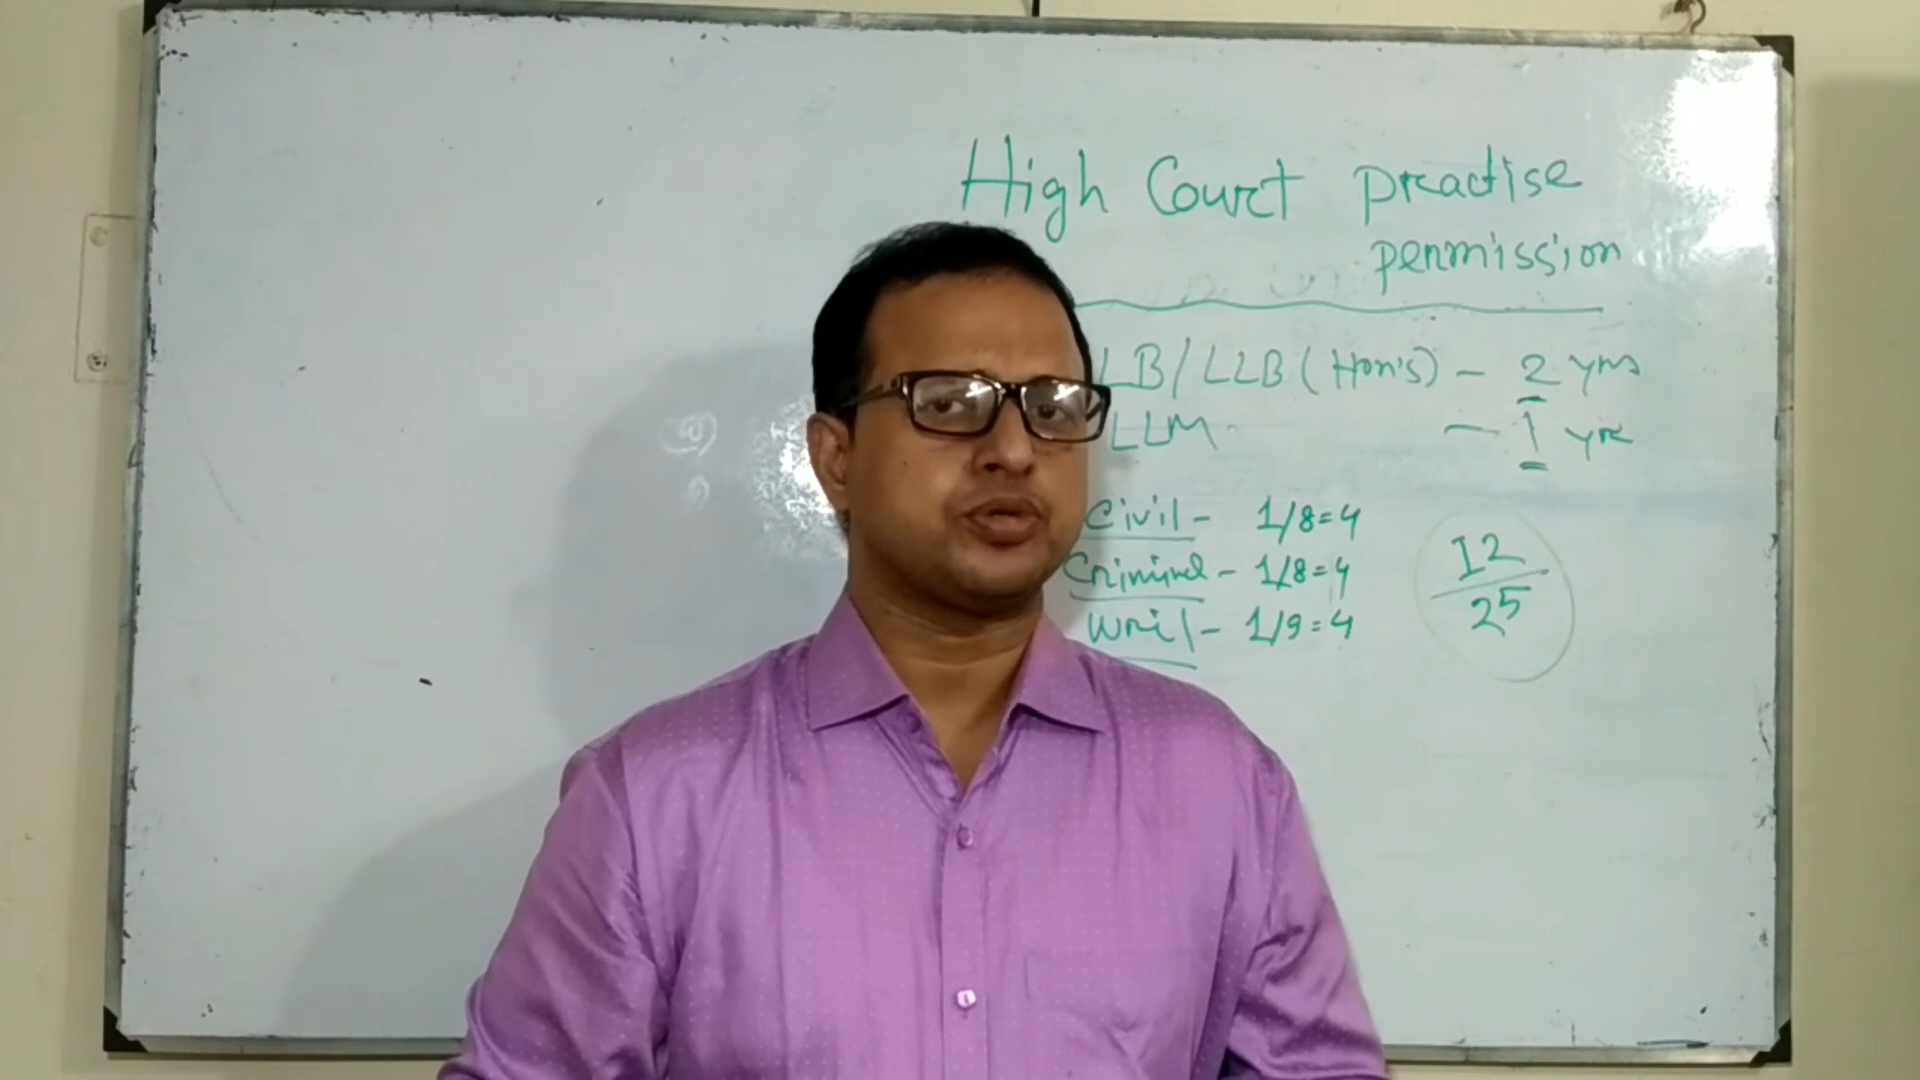 High Court practise
permission
LB/LLB (Hon's) - 2 yrs
LLM - 1 yr
Civil - 1/8=4
Criminal - 1/8=4
Writ - 1/9=4
12
25